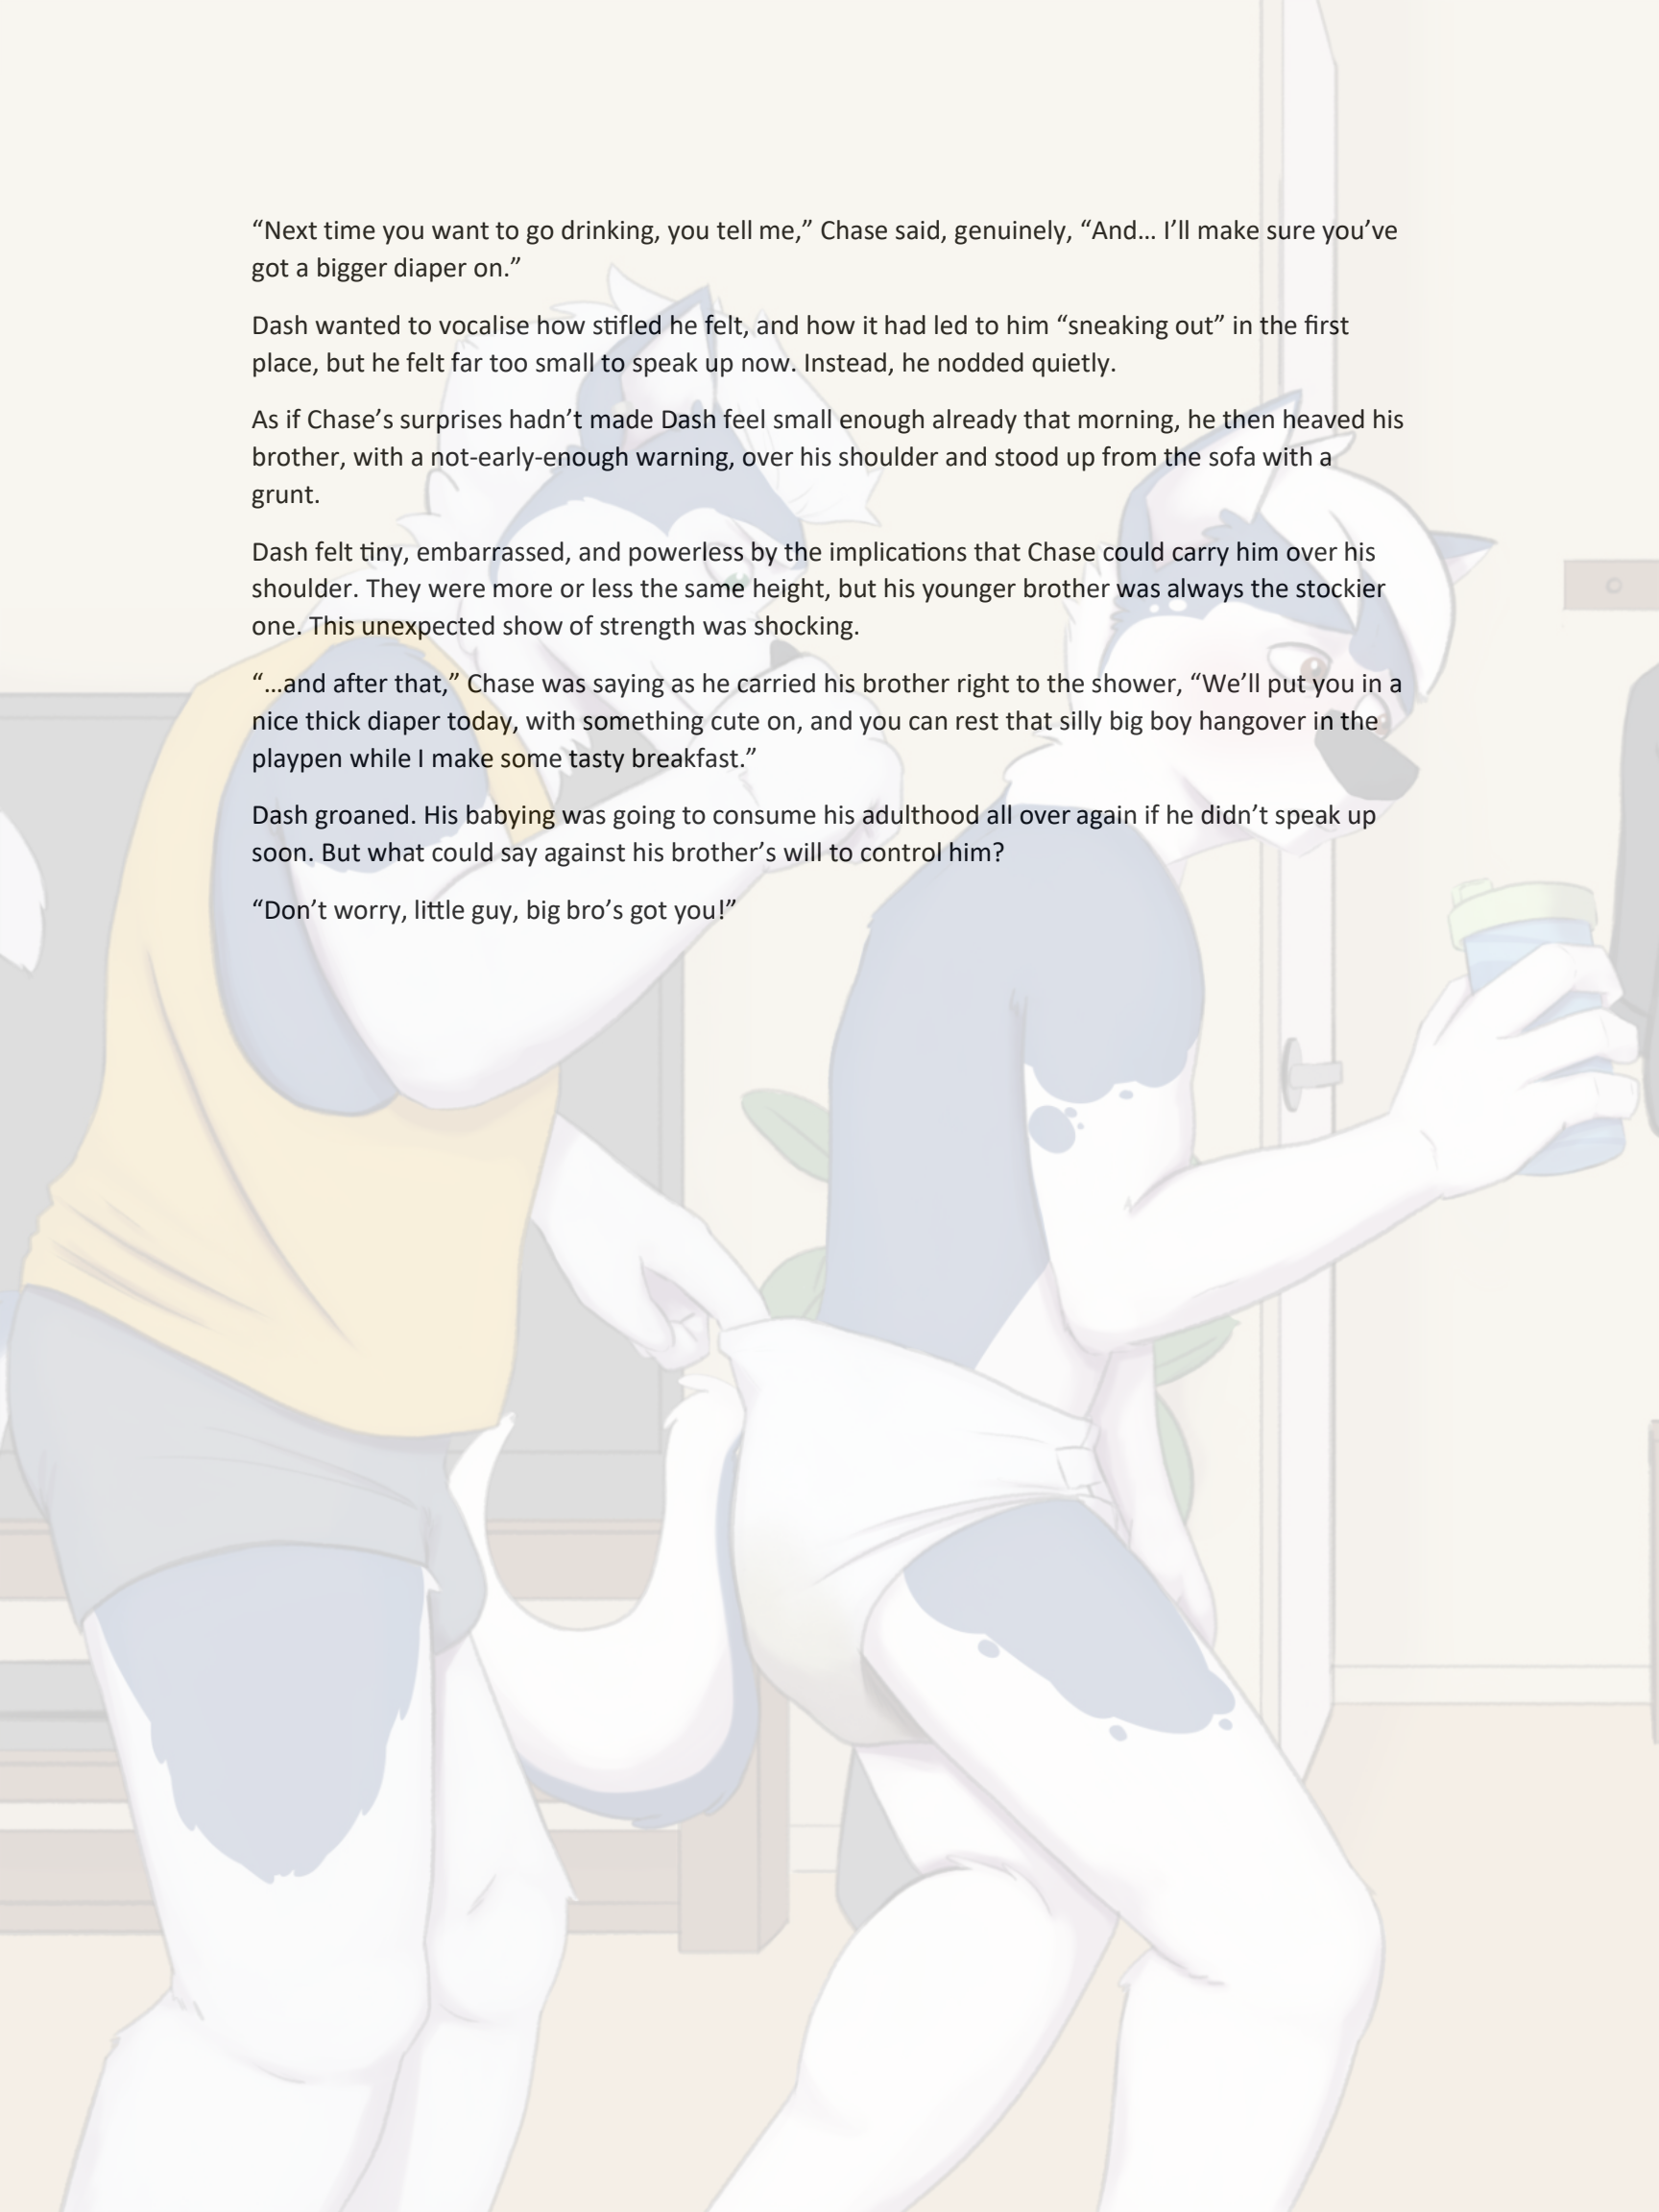 “Next time you want to go drinking, you tell me,” Chase said, genuinely, “And… I’ll make sure you’ve
got a bigger diaper on.”
Dash wanted to vocalise how stifled he felt, and how it had led to him “sneaking out” in the first
place, but he felt far too small to speak up now. Instead, he nodded quietly.
As if Chase’s surprises hadn’t made Dash feel small enough already that morning, he then heaved his
brother, with a not-early-enough warning, over his shoulder and stood up from the sofa with a
grunt.
Dash felt tiny, embarrassed, and powerless by the implications that Chase could carry him over his
shoulder. They were more or less the same height, but his younger brother was always the stockier
one. This unexpected show of strength was shocking.
“…and after that,” Chase was saying as he carried his brother right to the shower, “We’ll put you in a
nice thick diaper today, with something cute on, and you can rest that silly big boy hangover in the
playpen while I make some tasty breakfast.”
Dash groaned. His babying was going to consume his adulthood all over again if he didn’t speak up
soon. But what could say against his brother’s will to control him?
“Don’t worry, little guy, big bro’s got you!”